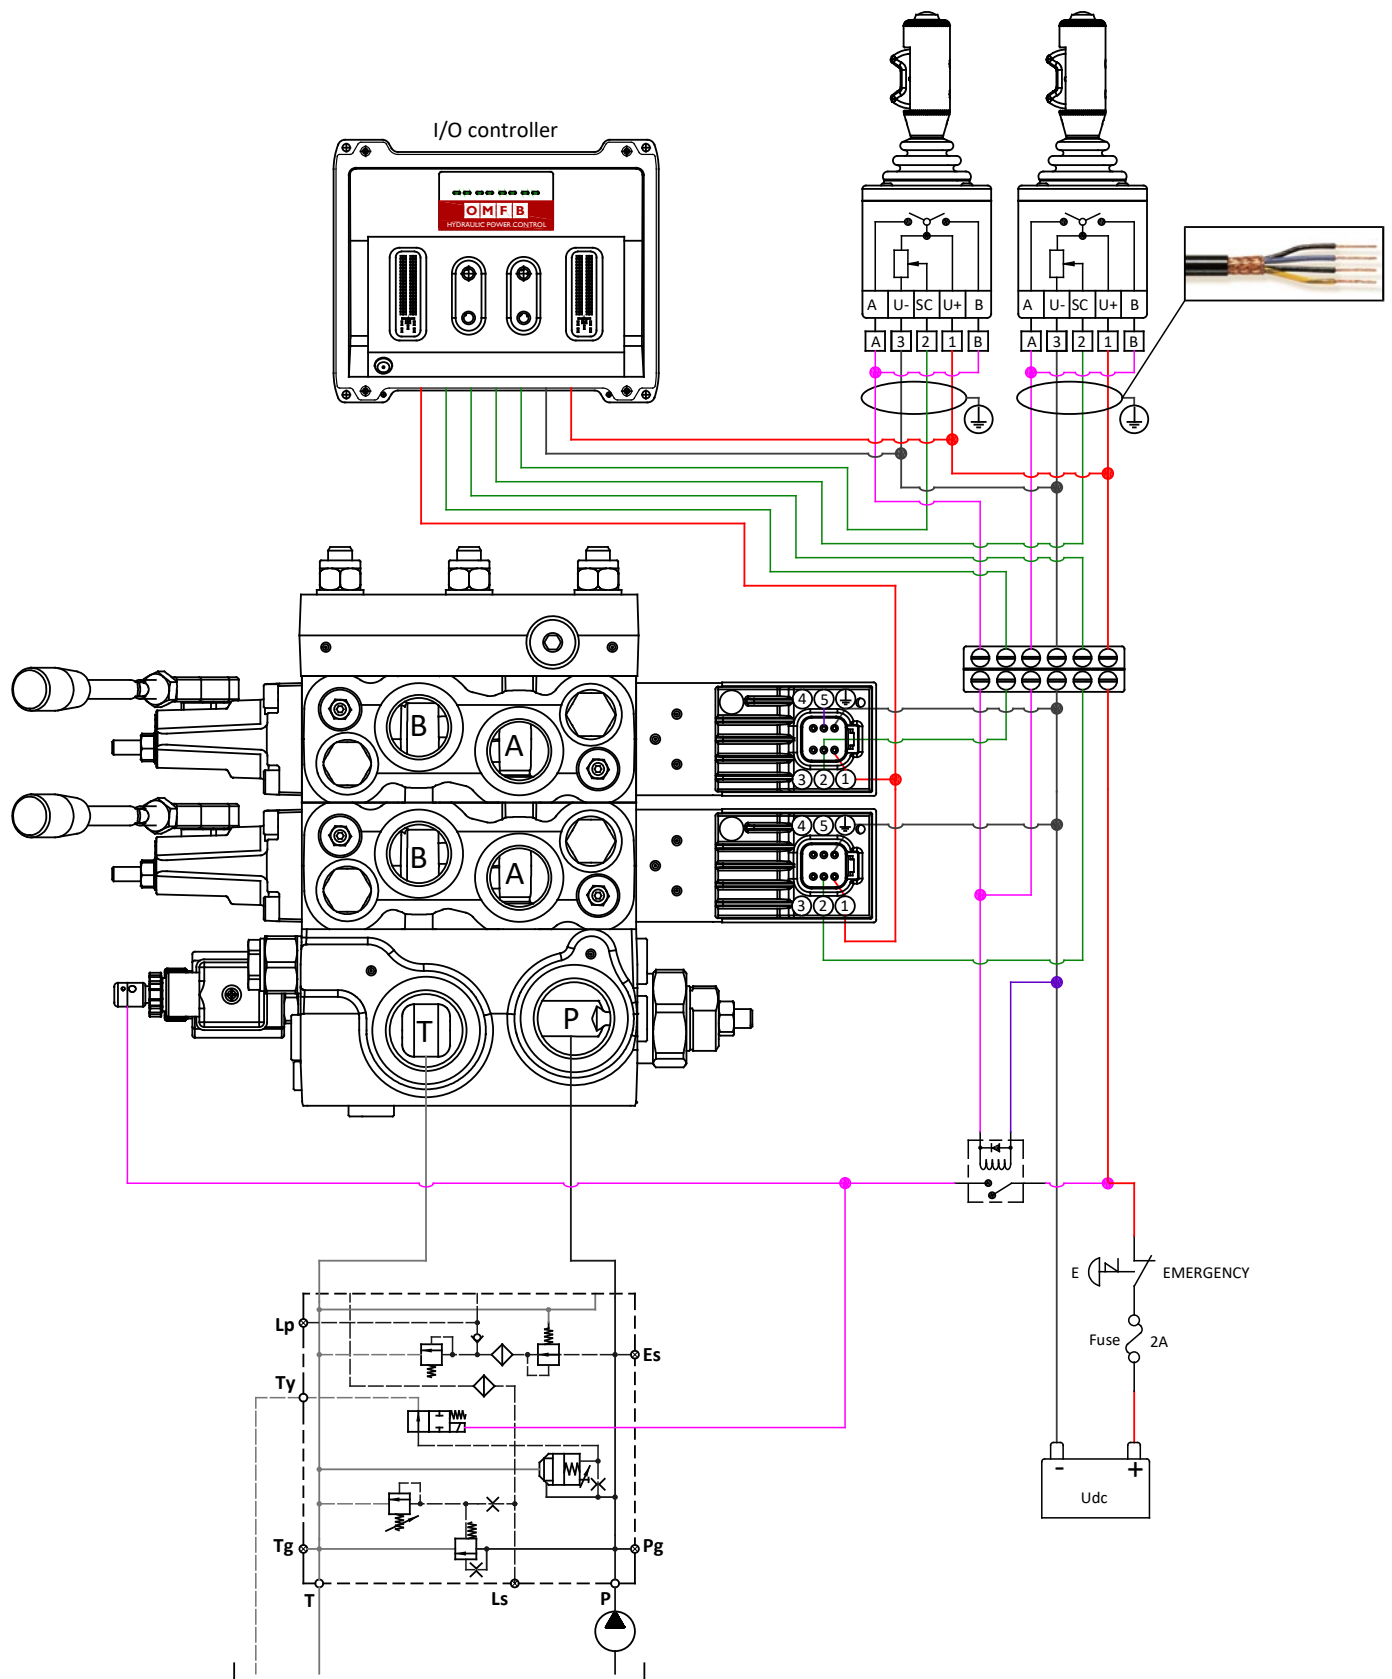 I/O controller
OMFB
HYDRAULIC POWER CONTROL
A U- SC U+ B
A 3 2 1 B
A U- SC U+ B
A 3 2 1 B
B A
4 5
3 2 1
B A
4 5
3 2 1
T P
E EMERGENCY
Fuse 2A
Lp
Es
Ty
- +
Udc
Tg Pg
T Ls P